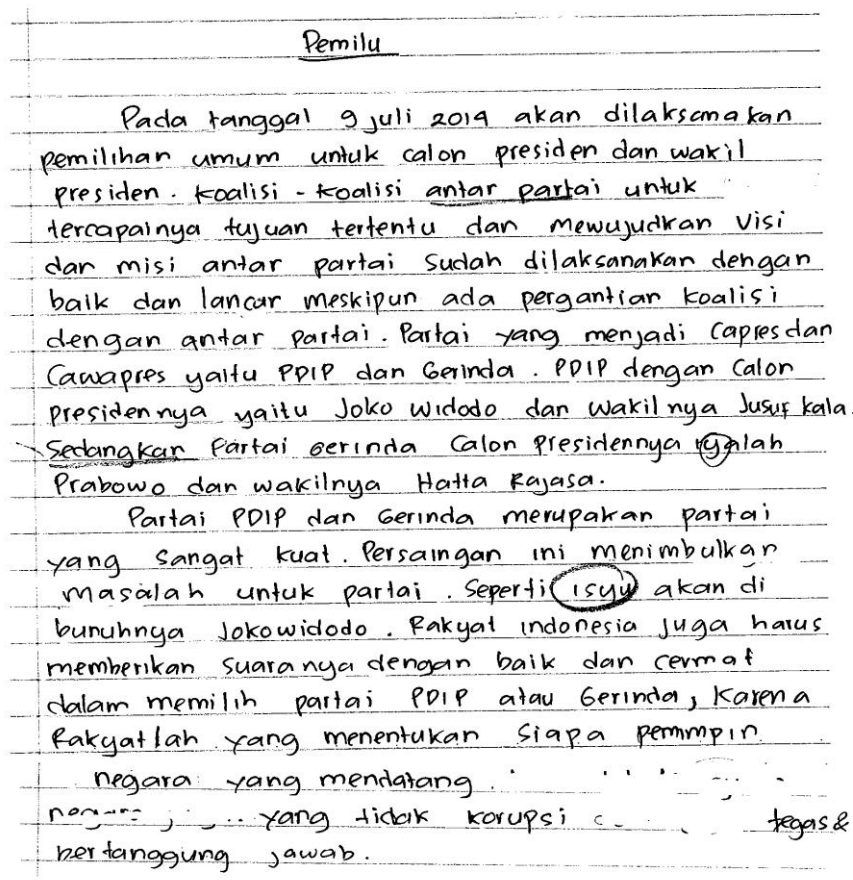 Pemilu
Pada tanggal 9 juli 2014 akan dilaksanakan
pemilihan umum untuk calon presiden dan wakil
presiden. koalisi - koalisi antar partai untuk
tercapainya tujuan tertentu dan mewujudkan visi
dan misi antar partai sudah dilaksanakan dengan
baik dan lancar meskipun ada pergantian koalisi
dengan antar partai. Partai yang menjadi Capres dan
Cawapres yaitu PDIP dan Gerinda. PDIP dengan Calon
presidennya yaitu Joko widodo dan wakilnya Jusuf kala.
Sedangkan Partai Gerinda Calon Presidennya iyalah
Prabowo dan wakilnya Hatta Rajasa.
Partai PDIP dan Gerinda merupakan partai
yang sangat kuat. Persaingan ini menimbulkan
masalah untuk partai. Seperti isyu akan di
bunuhnya Jokowidodo. Rakyat indonesia juga harus
memberikan suaranya dengan baik dan cermat
dalam memilih partai PDIP atau Gerinda, Karena
Rakyatlah yang menentukan siapa pemimpin
negara yang mendatang.
yang tidak korupsi tegas &
bertanggung jawab.